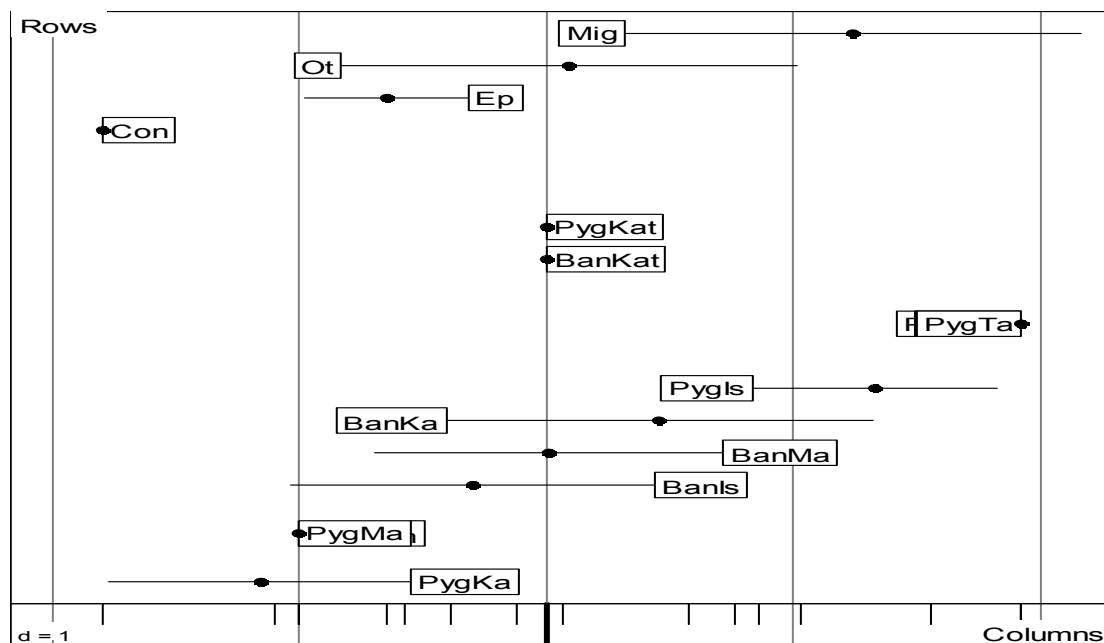 Rows
Mig
Ot
Ep
Con
PygKat
BanKat
PygTa
PygIs
BanKa
BanMa
BanIs
PygMa
PygKa
d = 1
Columns